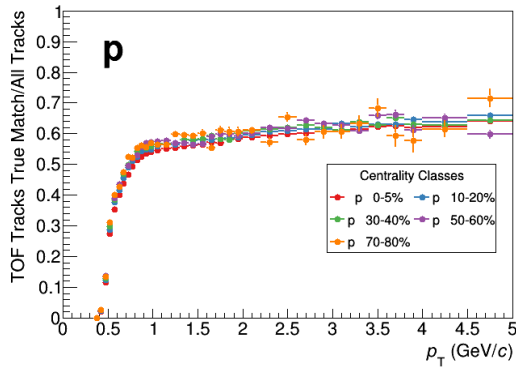 TOF Tracks True Match/All Tracks
1
0.9
0.8
0.7
0.6
0.5
0.4
0.3
0.2
0.1
0
p
Centrality Classes
p 0-5% p 10-20%
p 30-40% p 50-60%
p 70-80%
0 0.5 1 1.5 2 2.5 3 3.5 4 4.5 5
p_T (GeV/c)